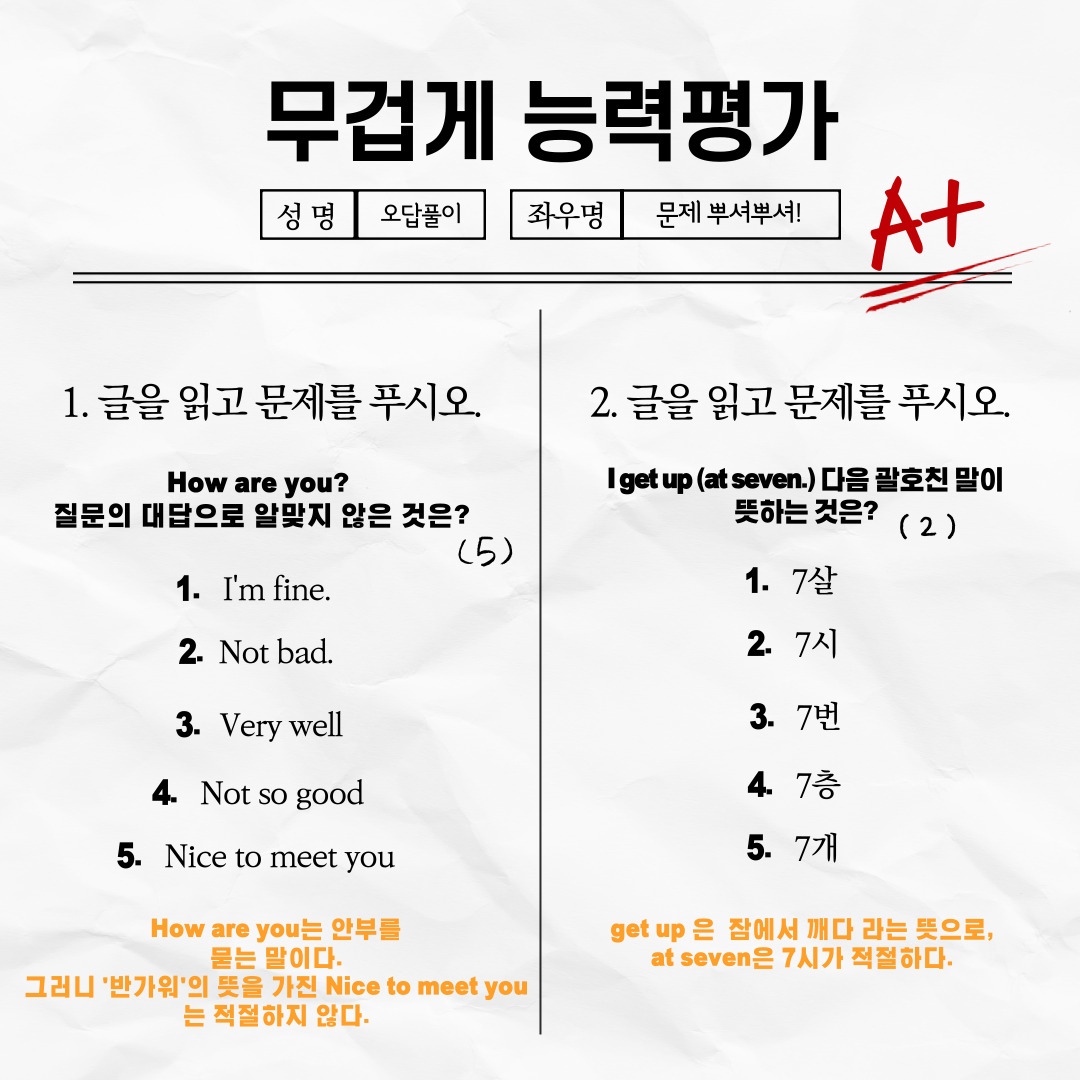 무겁게 능력평가
성 명 오답풀이 좌우명 문제 뿌셔뿌셔!
A+
1. 글을 읽고 문제를 푸시오.
How are you?
질문의 대답으로 알맞지 않은 것은?
(5)
1. I'm fine.
2. Not bad.
3. Very well
4. Not so good
5. Nice to meet you
How are you는 안부를
묻는 말이다.
그러니 '반가워'의 뜻을 가진 Nice to meet you
는 적절하지 않다.
2. 글을 읽고 문제를 푸시오.
I get up (at seven.) 다음 괄호친 말이
뜻하는 것은?
(2)
1. 7살
2. 7시
3. 7번
4. 7층
5. 7개
get up 은 잠에서 깨다 라는 뜻으로,
at seven은 7시가 적절하다.